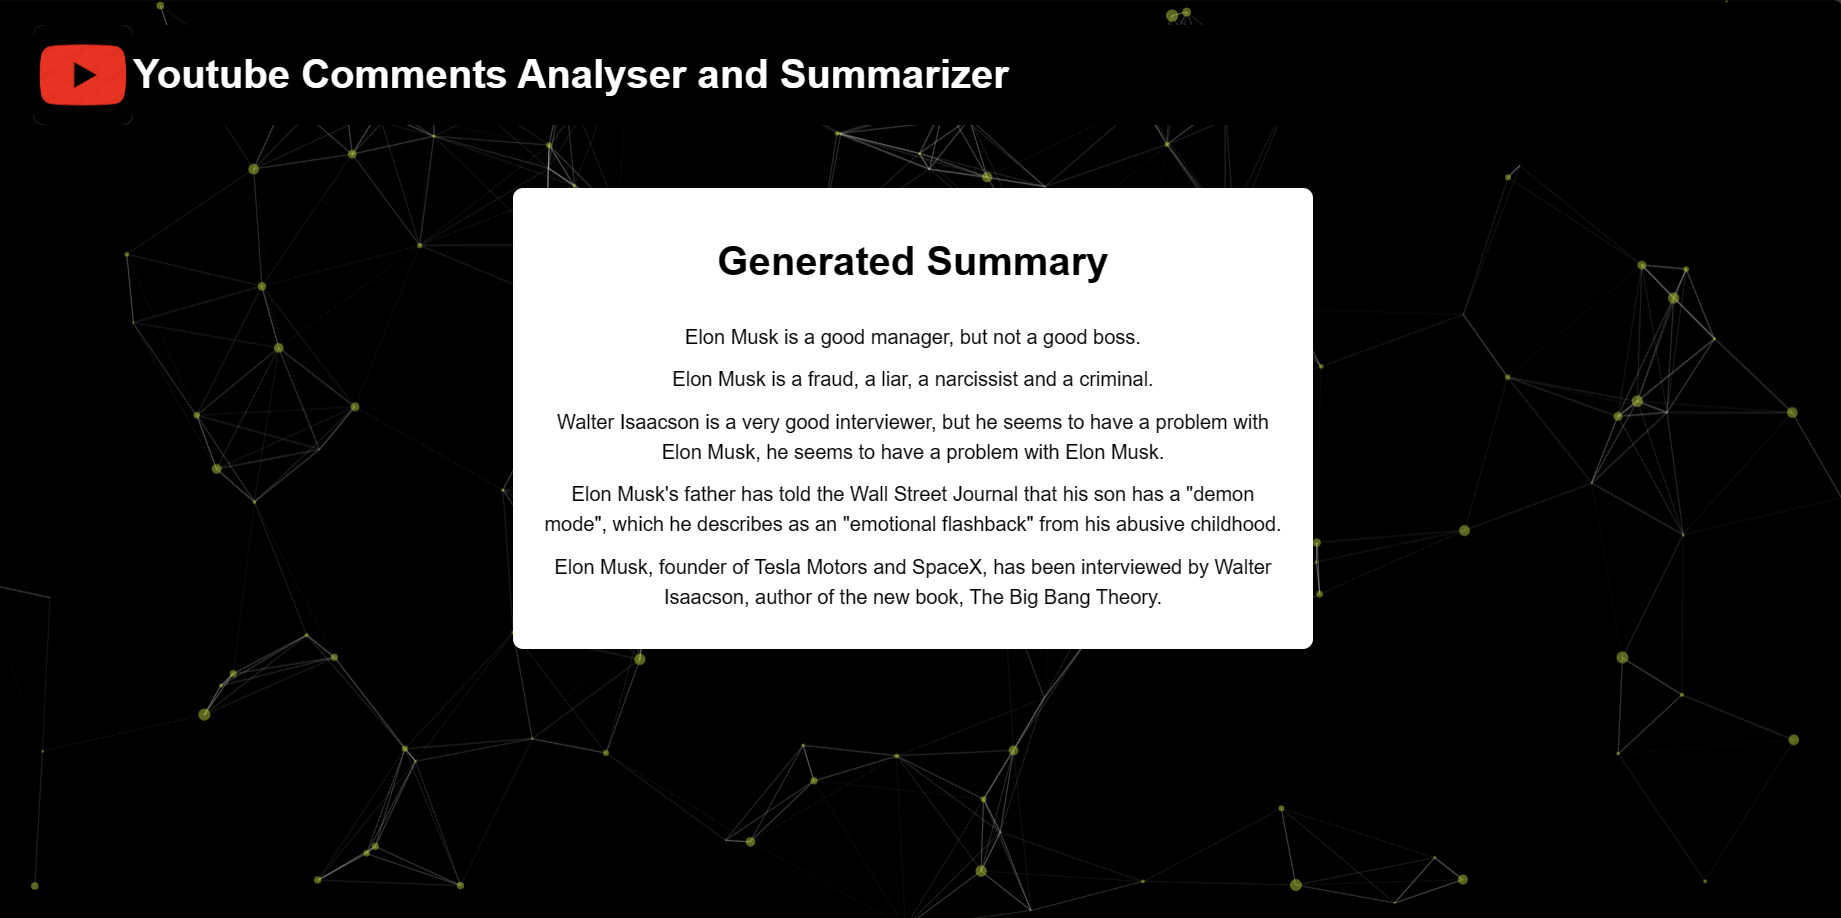 Youtube Comments Analyser and Summarizer
Generated Summary
Elon Musk is a good manager, but not a good boss.
Elon Musk is a fraud, a liar, a narcissist and a criminal.
Walter Isaacson is a very good interviewer, but he seems to have a problem with
Elon Musk, he seems to have a problem with Elon Musk.
Elon Musk's father has told the Wall Street Journal that his son has a "demon
mode", which he describes as an "emotional flashback" from his abusive childhood.
Elon Musk, founder of Tesla Motors and SpaceX, has been interviewed by Walter
Isaacson, author of the new book, The Big Bang Theory.